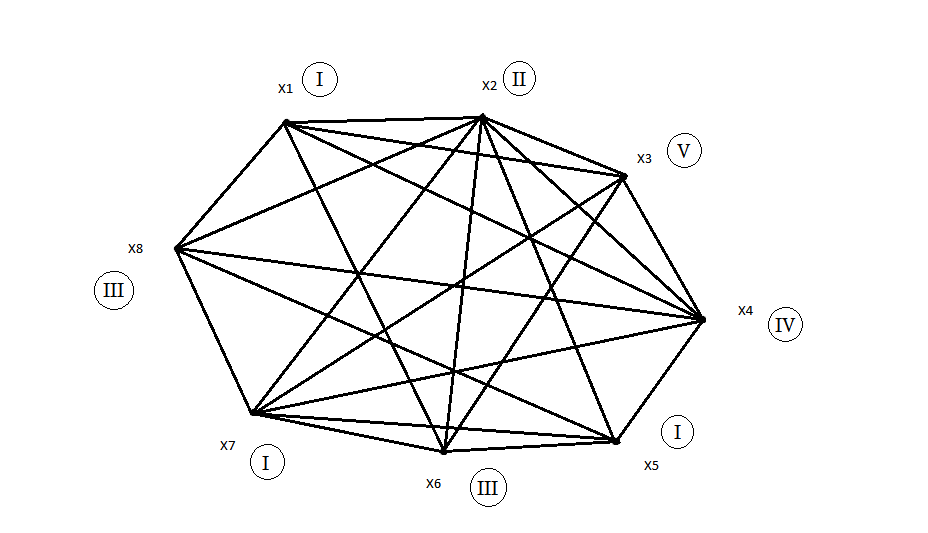 X1 I
X2 II
X3 V
X4 IV
X5 I
X6 III
X7 I
X8 III